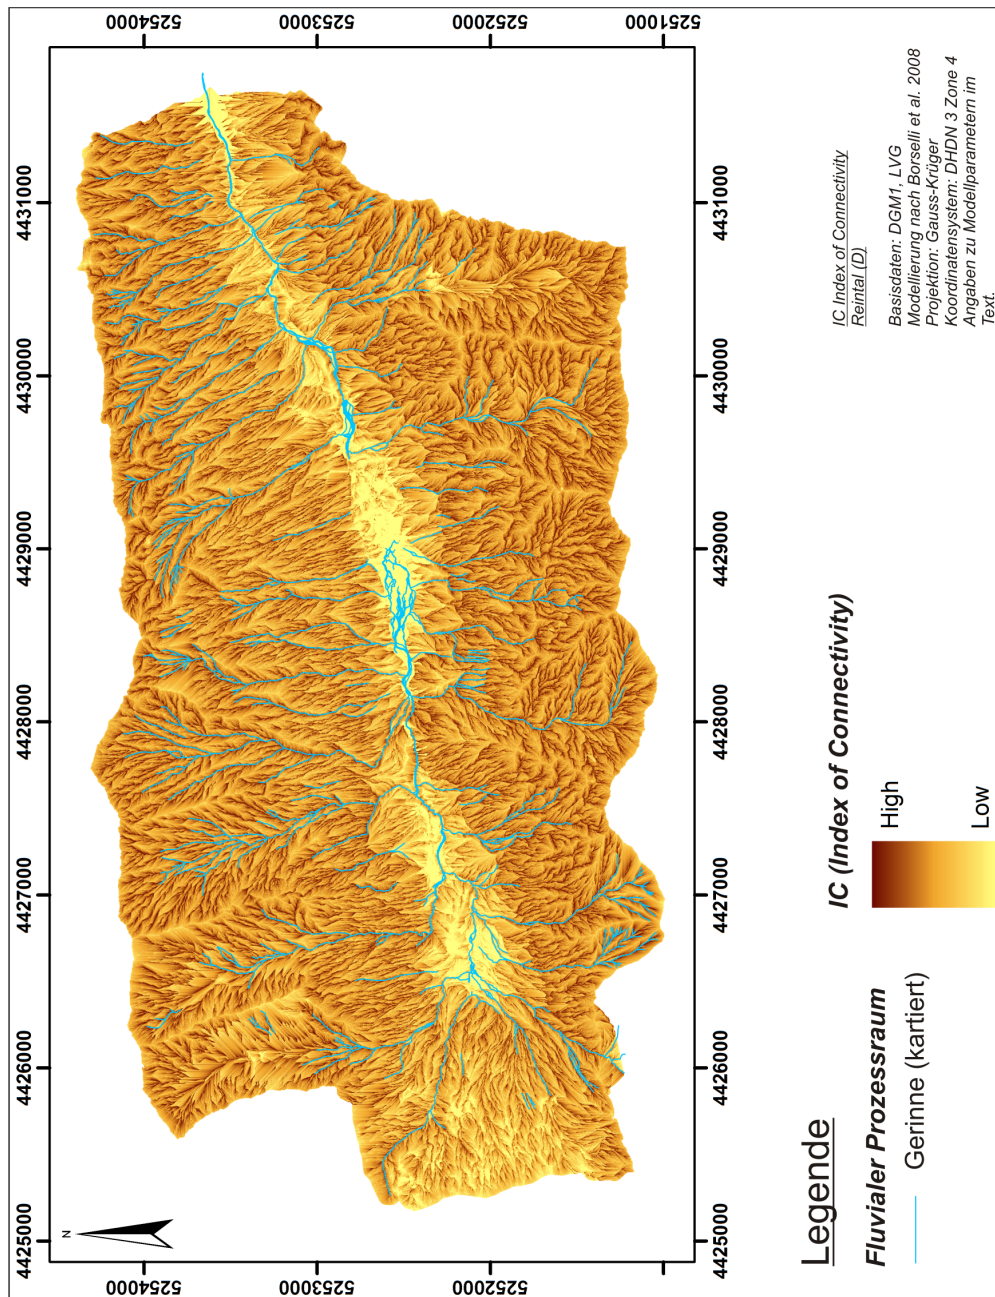 N
5254000
5253000
5252000
5251000
4425000
4426000
4427000
4428000
4429000
4430000
4431000
4425000
4426000
4427000
4428000
4429000
4430000
4431000
5254000
5253000
5252000
Legende
Fluvialer Prozessraum
Gerinne (kartiert)
IC (Index of Connectivity)
High
Low
IC Index of Connectivity
Reintal (D)
Basisdaten: DGM1, LVG
Modellierung nach Borselli et al. 2008
Projektion: Gauss-Krüger
Koordinatensystem: DHDN 3 Zone 4
Angaben zu Modellparametern im
Text.